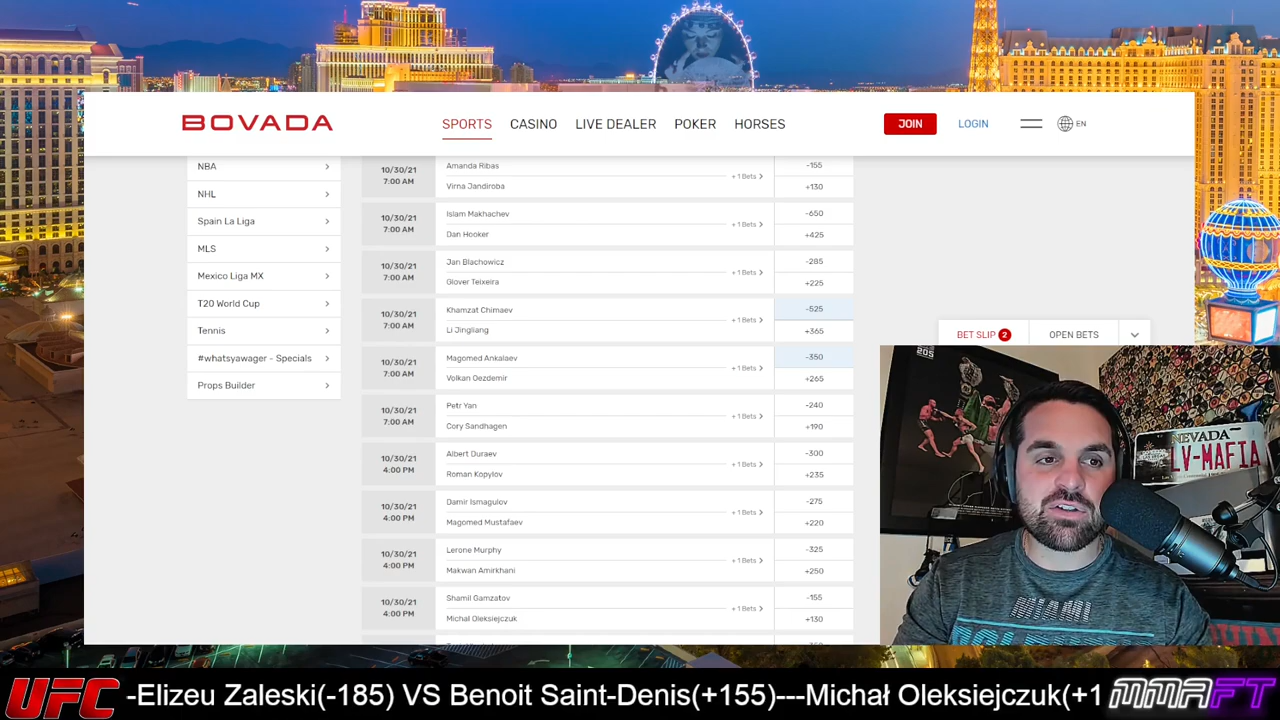 BOVADA
SPORTS CASINO LIVE DEALER POKER HORSES
JOIN LOGIN EN
NBA
NHL
Spain La Liga
MLS
Mexico Liga MX
T20 World Cup
Tennis
#whatsyawager - Specials
Props Builder
10/30/21
7:00 AM
Amanda Ribas
Virna Jandiroba
+ 1 Bets
-155
+130
10/30/21
7:00 AM
Islam Makhachev
Dan Hooker
+ 1 Bets
-650
+425
10/30/21
7:00 AM
Jan Blachowicz
Glover Teixeira
+ 1 Bets
-285
+225
10/30/21
7:00 AM
Khamzat Chimaev
Li Jingliang
+ 1 Bets
-525
+365
10/30/21
7:00 AM
Magomed Ankalaev
Volkan Oezdemir
+ 1 Bets
-350
+265
10/30/21
7:00 AM
Petr Yan
Cory Sandhagen
+ 1 Bets
-240
+190
10/30/21
4:00 PM
Albert Duraev
Roman Kopylov
+ 1 Bets
-300
+235
10/30/21
4:00 PM
Damir Ismagulov
Magomed Mustafaev
+ 1 Bets
-275
+220
10/30/21
4:00 PM
Lerone Murphy
Makwan Amirkhani
+ 1 Bets
-325
+250
10/30/21
4:00 PM
Shamil Gamzatov
Michal Oleksiejczuk
+ 1 Bets
-155
+130
BET SLIP 2 OPEN BETS
205
NEVADA
LV-MAFIA
MIAMI
UFC -Elizeu Zaleski(-185) VS Benoit Saint-Denis(+155)---Michał Oleksiejczuk(+1 MMAFT